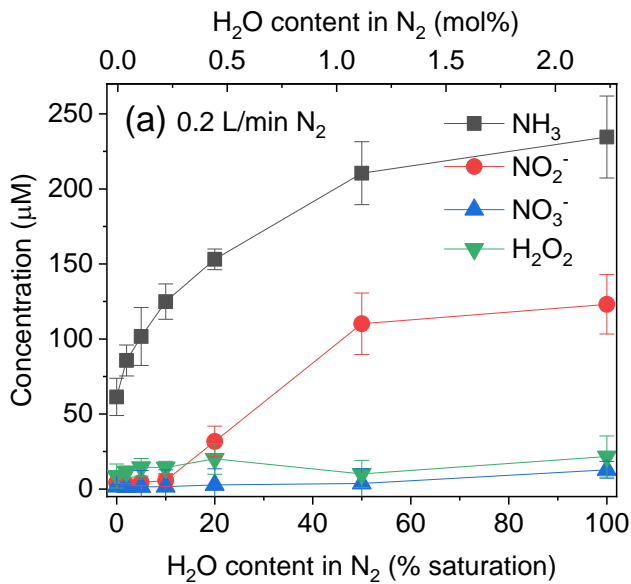 H₂O content in N₂ (mol%)
0.0 0.5 1.0 1.5 2.0
(a) 0.2 L/min N₂
NH₃
NO₂⁻
NO₃⁻
H₂O₂
Concentration (μM)
250
200
150
100
50
0
0 20 40 60 80 100
H₂O content in N₂ (% saturation)